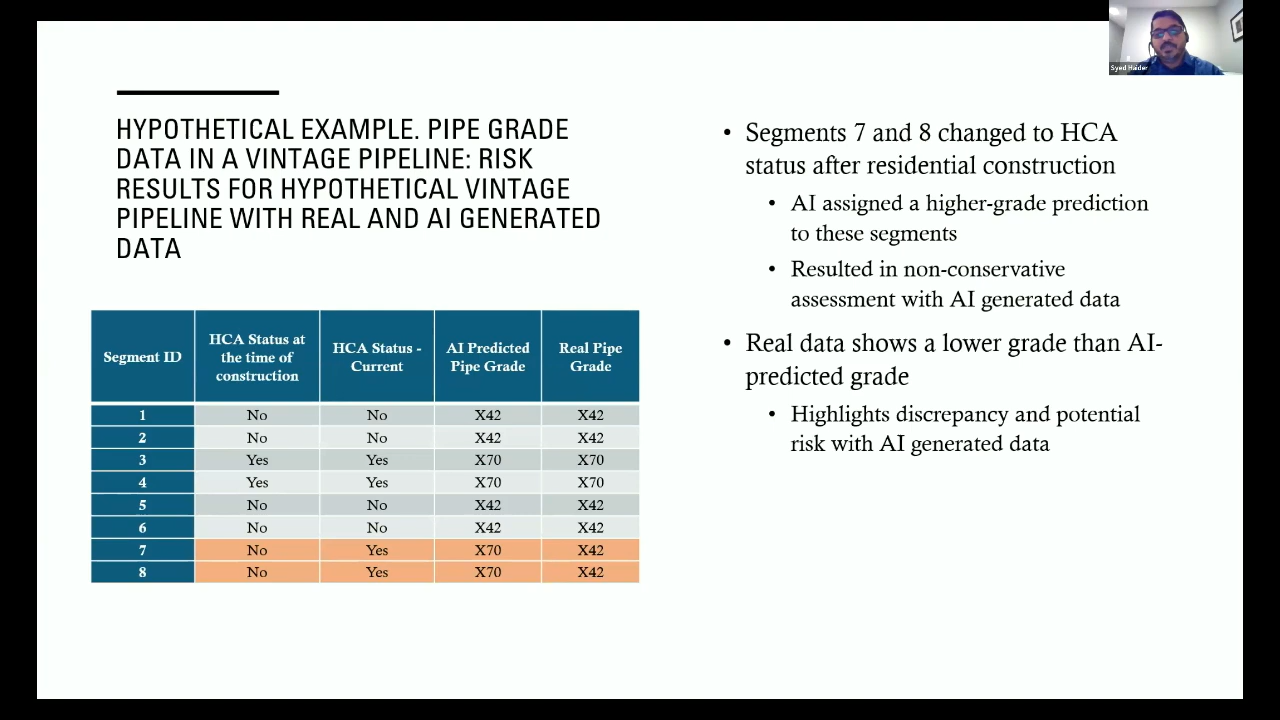 Syed Haider
HYPOTHETICAL EXAMPLE. PIPE GRADE
DATA IN A VINTAGE PIPELINE: RISK
RESULTS FOR HYPOTHETICAL VINTAGE
PIPELINE WITH REAL AND AI GENERATED
DATA
Segment ID HCA Status at the time of construction HCA Status - Current AI Predicted Pipe Grade Real Pipe Grade
1 No No X42 X42
2 No No X42 X42
3 Yes Yes X70 X70
4 Yes Yes X70 X70
5 No No X42 X42
6 No No X42 X42
7 No Yes X70 X42
8 No Yes X70 X42
• Segments 7 and 8 changed to HCA
status after residential construction
• AI assigned a higher-grade prediction
to these segments
• Resulted in non-conservative
assessment with AI generated data
• Real data shows a lower grade than AI-
predicted grade
• Highlights discrepancy and potential
risk with AI generated data